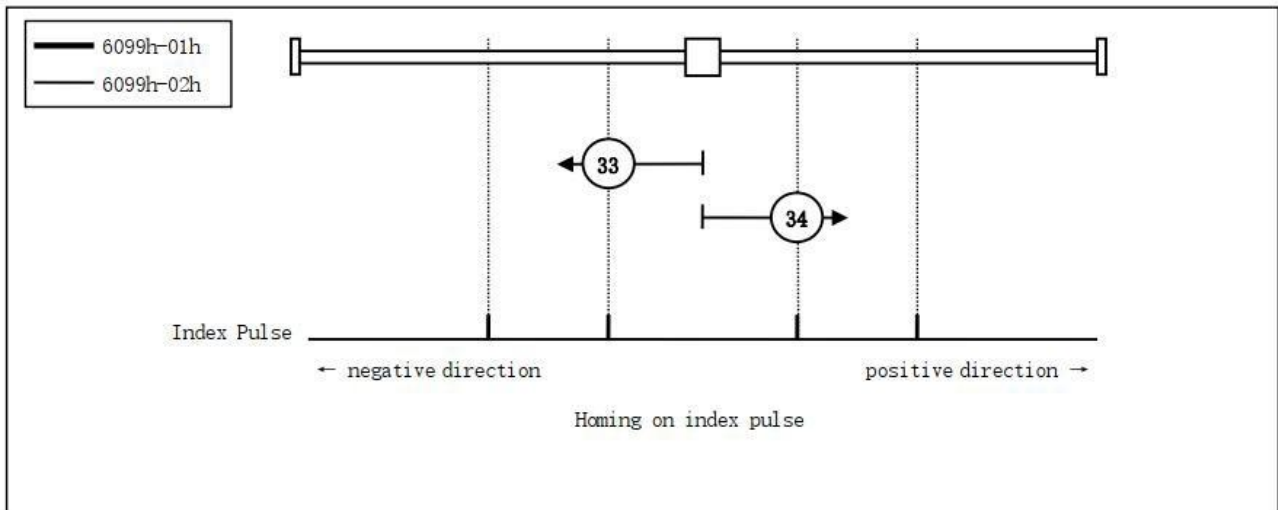 6099h-01h
6099h-02h
33
34
Index Pulse
← negative direction
positive direction →
Homing on index pulse